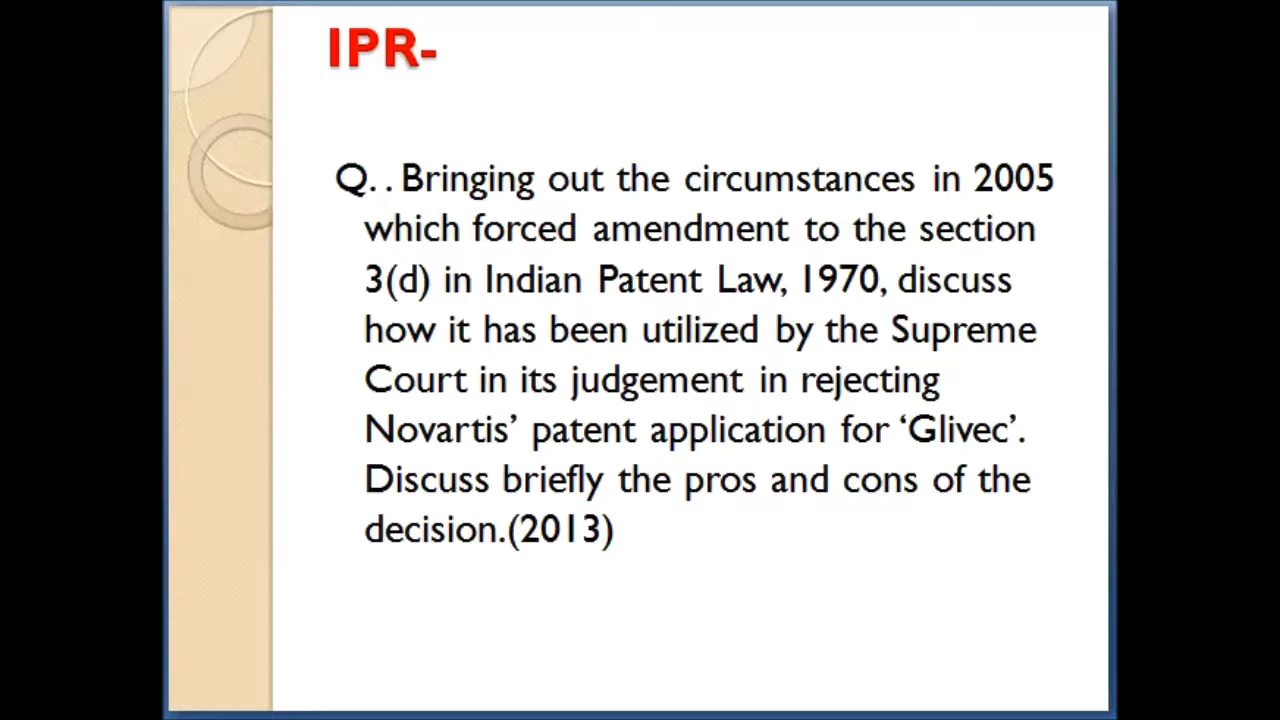 IPR-
Q. . Bringing out the circumstances in 2005
which forced amendment to the section
3(d) in Indian Patent Law, 1970, discuss
how it has been utilized by the Supreme
Court in its judgement in rejecting
Novartis’ patent application for ‘Glivec’.
Discuss briefly the pros and cons of the
decision.(2013)